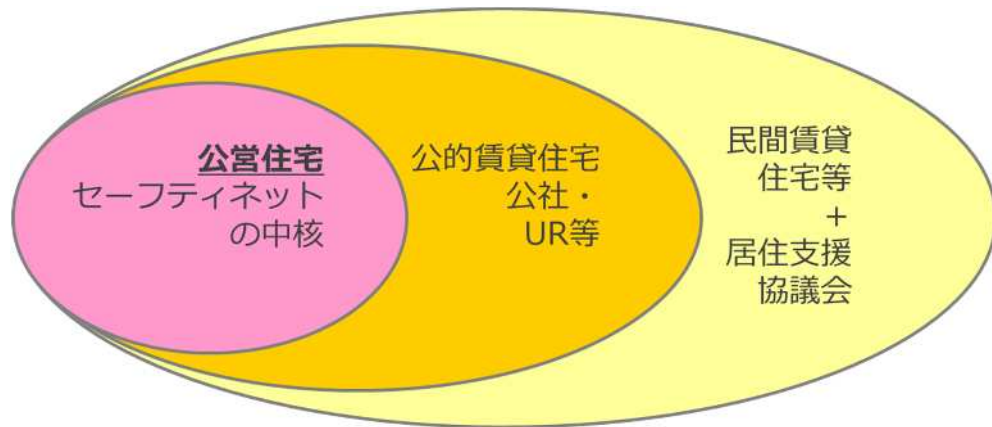 公営住宅
セーフティネット
の中核
公的賃貸住宅
公社・
UR等
民間賃貸
住宅等
+
居住支援
協議会